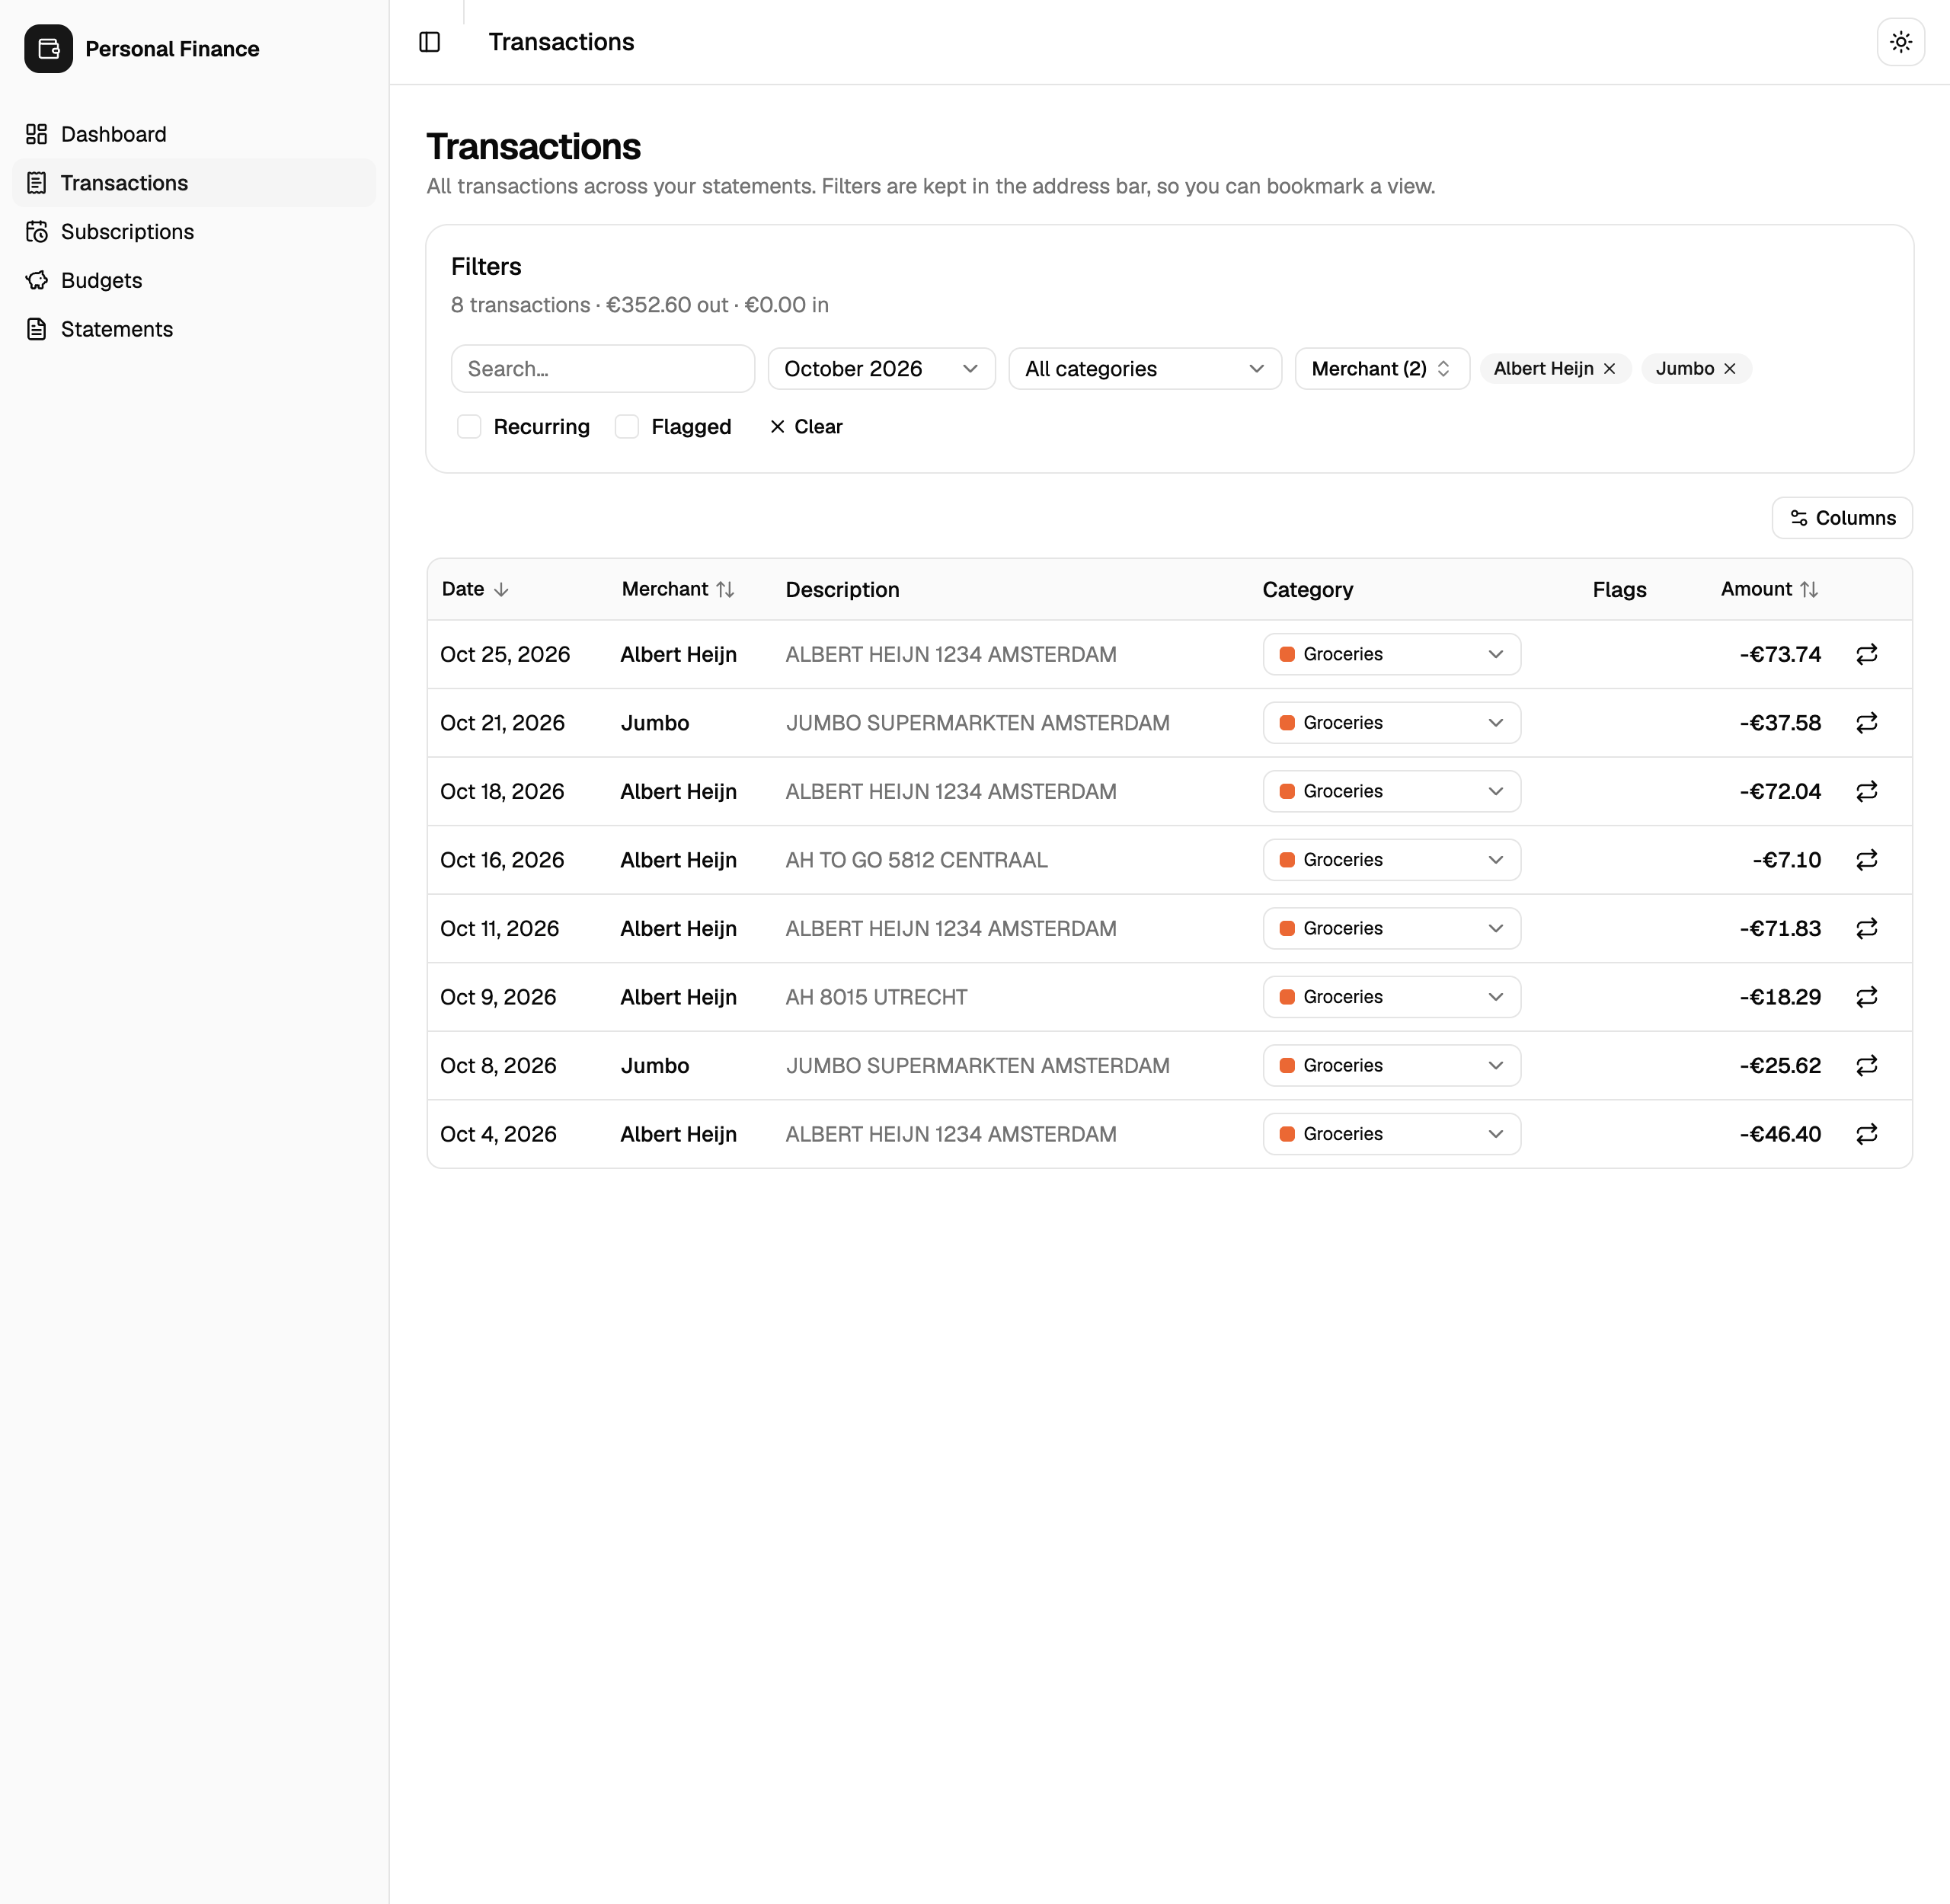 Personal Finance
Dashboard
Transactions
Subscriptions
Budgets
Statements
Transactions
Transactions
All transactions across your statements. Filters are kept in the address bar, so you can bookmark a view.
Filters
8 transactions · €352.60 out · €0.00 in
Search... October 2026 All categories Merchant (2) Albert Heijn Jumbo
Recurring Flagged Clear
Columns
Date Merchant Description Category Flags Amount
Oct 25, 2026 Albert Heijn ALBERT HEIJN 1234 AMSTERDAM Groceries -€73.74
Oct 21, 2026 Jumbo JUMBO SUPERMARKTEN AMSTERDAM Groceries -€37.58
Oct 18, 2026 Albert Heijn ALBERT HEIJN 1234 AMSTERDAM Groceries -€72.04
Oct 16, 2026 Albert Heijn AH TO GO 5812 CENTRAAL Groceries -€7.10
Oct 11, 2026 Albert Heijn ALBERT HEIJN 1234 AMSTERDAM Groceries -€71.83
Oct 9, 2026 Albert Heijn AH 8015 UTRECHT Groceries -€18.29
Oct 8, 2026 Jumbo JUMBO SUPERMARKTEN AMSTERDAM Groceries -€25.62
Oct 4, 2026 Albert Heijn ALBERT HEIJN 1234 AMSTERDAM Groceries -€46.40